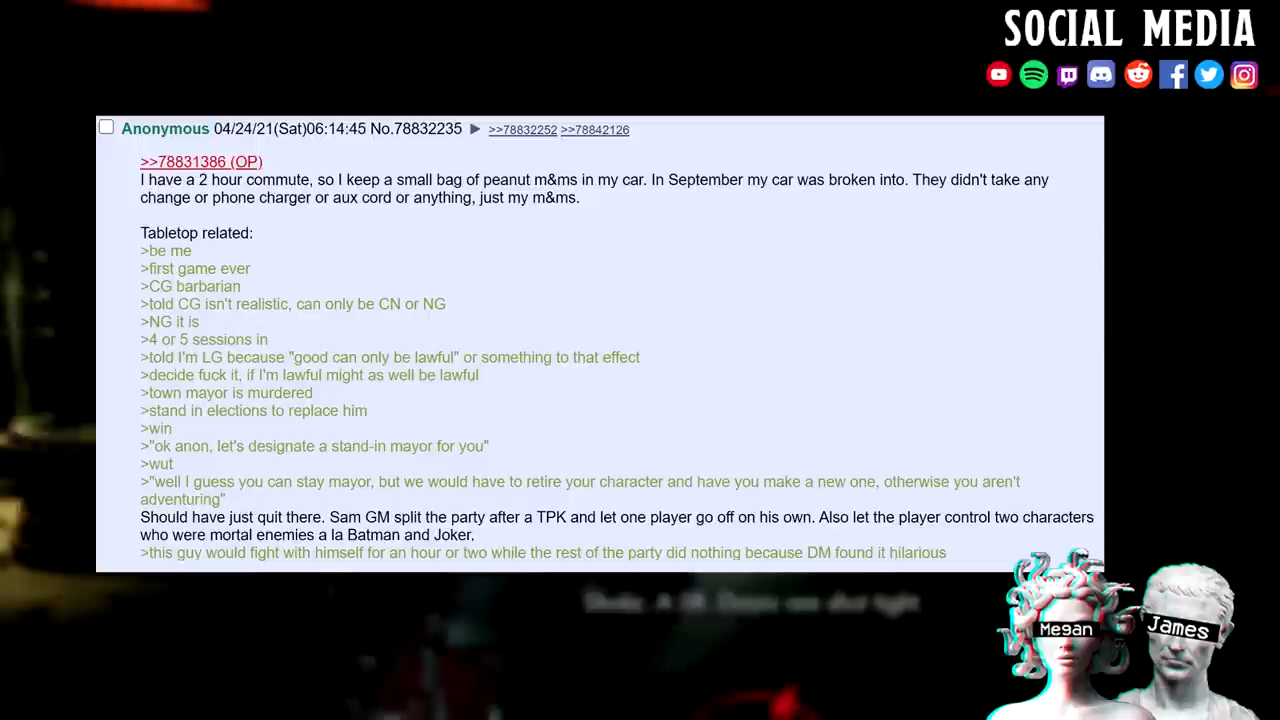 SOCIAL MEDIA
Anonymous 04/24/21(Sat)06:14:45 No.78832235 ▶ >>78832252 >>78842126
>>78831386 (OP)
I have a 2 hour commute, so I keep a small bag of peanut m&ms in my car. In September my car was broken into. They didn't take any
change or phone charger or aux cord or anything, just my m&ms.
Tabletop related:
>be me
>first game ever
>CG barbarian
>told CG isn't realistic, can only be CN or NG
>NG it is
>4 or 5 sessions in
>told I'm LG because "good can only be lawful" or something to that effect
>decide fuck it, if I'm lawful might as well be lawful
>town mayor is murdered
>stand in elections to replace him
>win
>"ok anon, let's designate a stand-in mayor for you"
>wut
>"well I guess you can stay mayor, but we would have to retire your character and have you make a new one, otherwise you aren't
adventuring"
Should have just quit there. Sam GM split the party after a TPK and let one player go off on his own. Also let the player control two characters
who were mortal enemies a la Batman and Joker.
>this guy would fight with himself for an hour or two while the rest of the party did nothing because DM found it hilarious
Megan
James